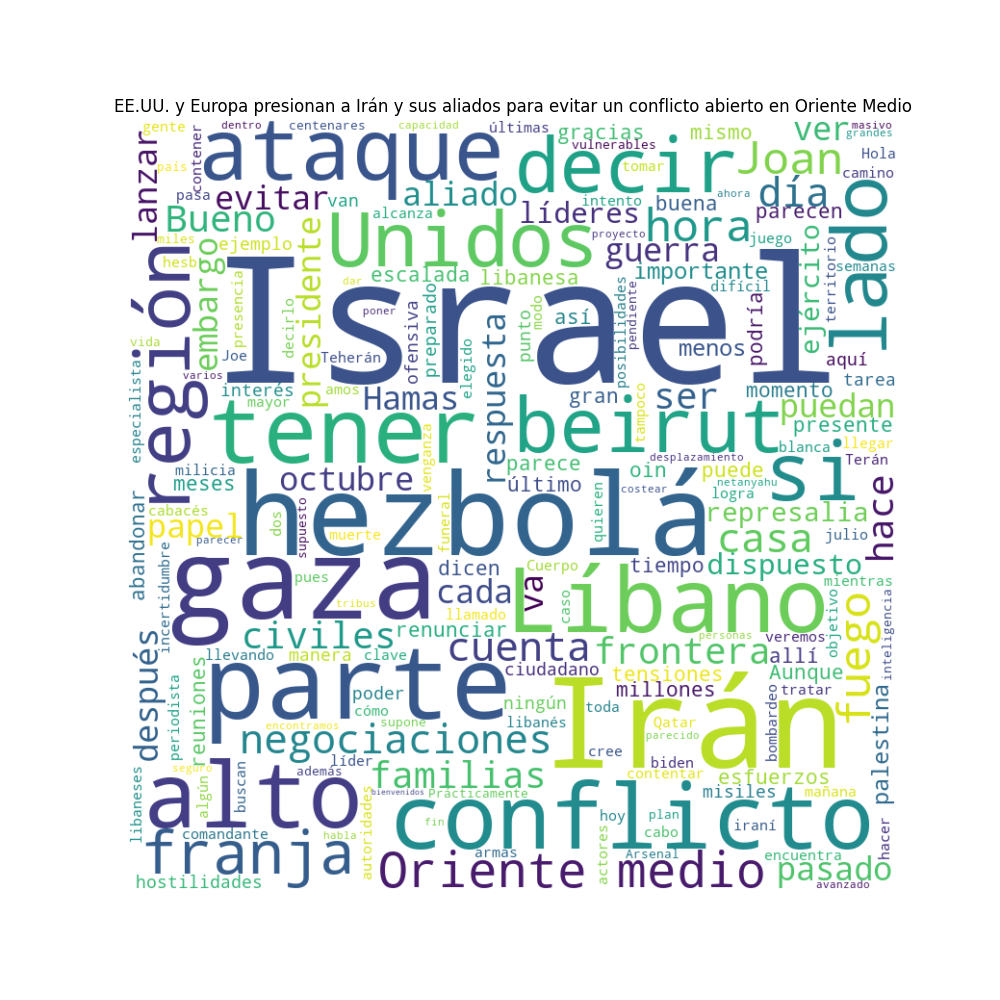 EE.UU. y Europa presionan a Irán y sus aliados para evitar un conflicto abierto en Oriente Medio
gente
dentro
centenares
capacidad
últimas
gracias
vulnerables
mismo
ver
masivo
grandes
lanzar
contener
ataque
decir
tomar
Joan
Hola
camino
pais
pasa
evitar
van
aliado
intento
buena
ahora
día
lado
Bueno
alcanza
líderes
hora
parecen
miles
ejemplo
presidente
Unidos
proyecto
guerra
juego
ejército
territorio
semanas
hesb
embargo
presencia
dar
escalada
libanesa
importante
difícil
región
Israel
decirlo
poner
ofensiva
preparado
así
posibilidades
pendiente
podría
vida
Joe
Teherán
respuesta
punto
modo
menos
aquí
varios
especialista
interés
amos
elegido
gran
ser
momento
tarea
mayor
Hamas
tener
beirut
tampoco
puedan
presente
blanca
llegar
milicia
meses
octubre
venganza
parece
último
desplazamiento
oin
puede
netanyahu
logra
si
Terán
abandonar
cabacés
papel
parecer
dos
supuesto
hezbolá
muerte
funeral
quieren
costear
represalia
casa
julio
hace
incertidumbre
pues
gaza
dicen
Cuerpo
tiempo
dispuesto
mientras
tribus
cada
va
Líbano
caso
objetivo
inteligencia
llamado
civiles
renunciar
personas
veremos
después
llevando
manera
clave
cuenta
frontera
allí
fuego
periodista
reuniones
parte
poder
cómo
ciudadano
tensiones
millones
Aunque
tratar
ningún
toda
encontramos
supone
libanés
Qatar
parecido
bombardeo
palestina
negociaciones
Irán
líder
cree
biden
seguro
además
familias
contentar
esfuerzos
libaneses
alto
algún
buscan
bienvenidos
Prácticamente
misiles
mañana
conflicto
comandante
habla
autoridades
fin
hoy
plan
cabo
iraní
hacer
franja
armas
actores
Arsenal
encuentra
hostilidades
Oriente medio
pasado
avanzado